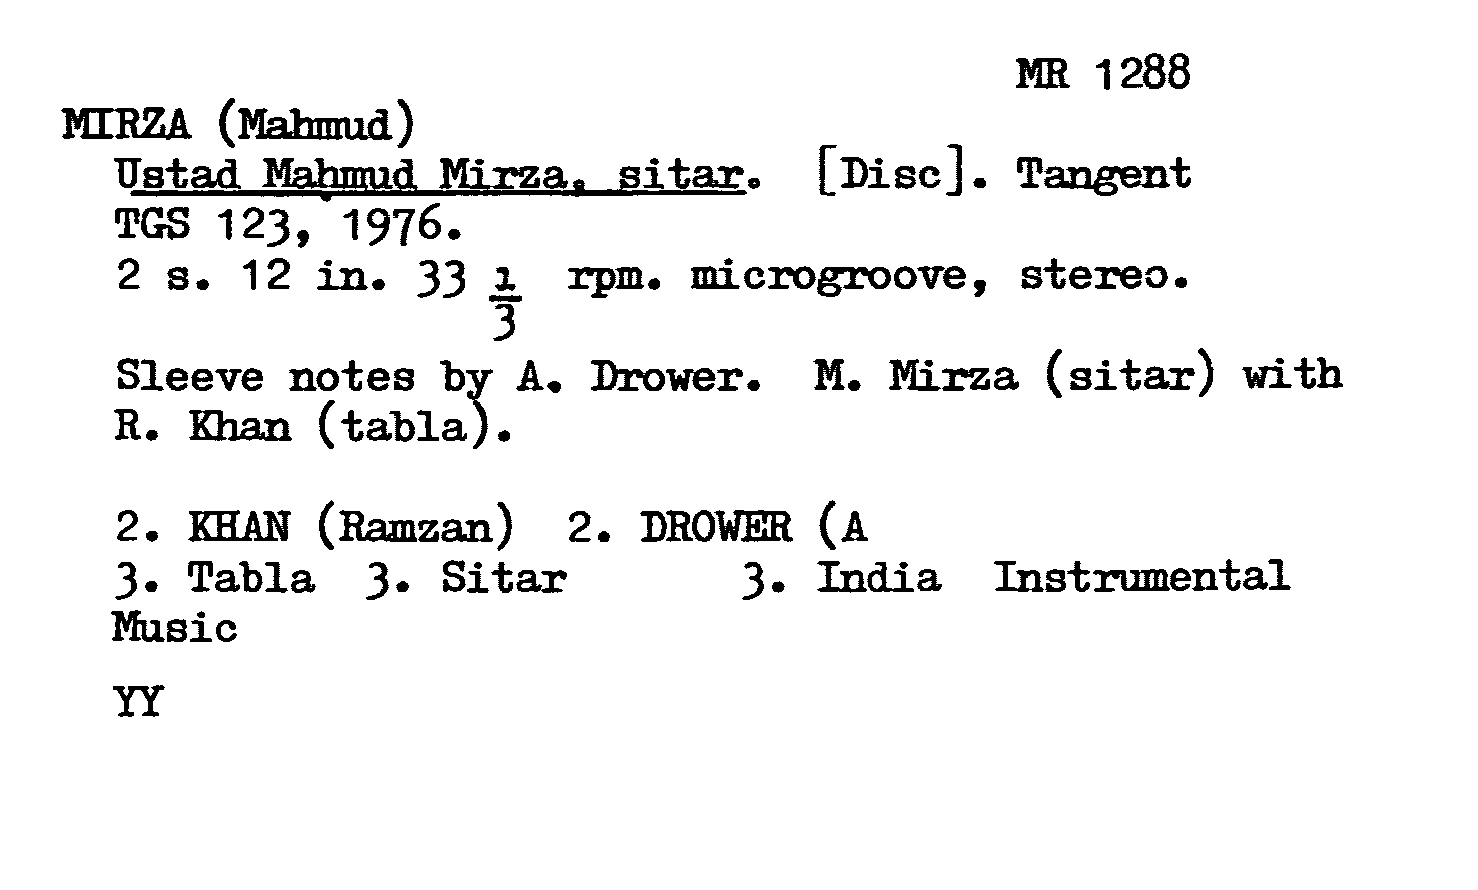 MR 1288
MIRZA (Mahmud)
Ustad Mahmud Mirza, sitar. [Disc]. Tangent
TGS 123, 1976.
2 s. 12 in. 33 1/3 rpm. microgroove, stereo.
Sleeve notes by A. Drower. M. Mirza (sitar) with
R. Khan (tabla).
2. KHAN (Ramzan) 2. DROWER (A
3. Tabla 3. Sitar 3. India Instrumental
Music
YY